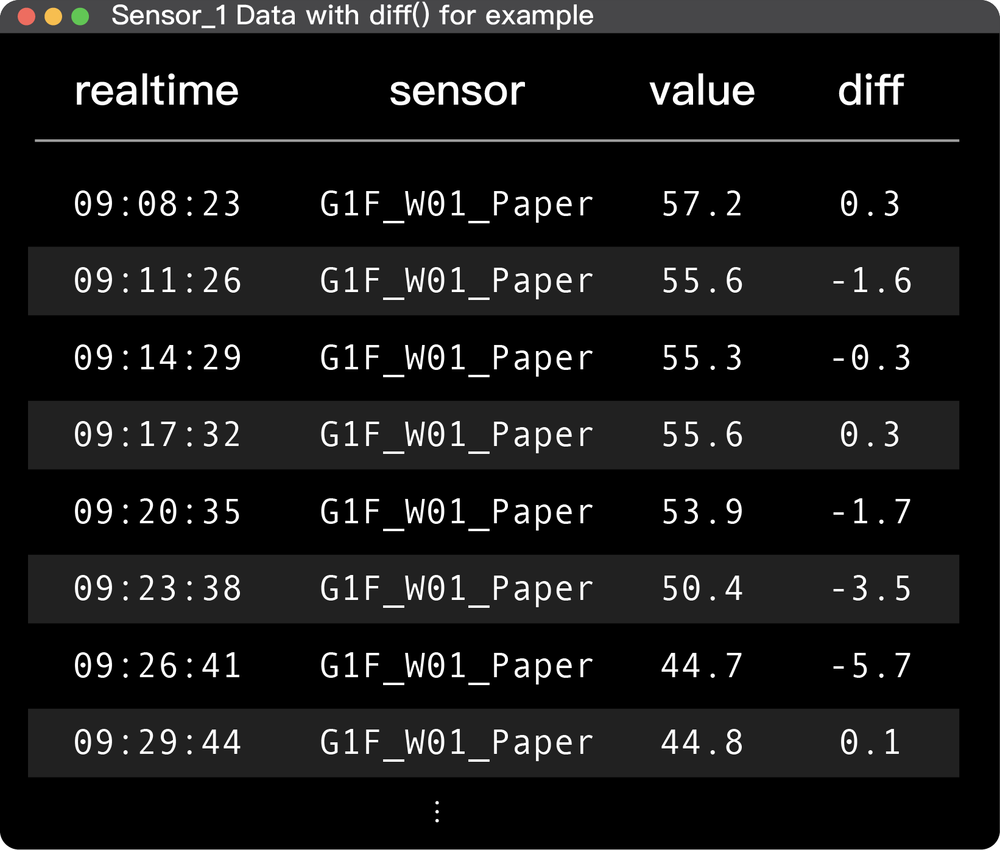 Sensor_1 Data with diff() for example
realtime sensor value diff
09:08:23 G1F_W01_Paper 57.2 0.3
09:11:26 G1F_W01_Paper 55.6 -1.6
09:14:29 G1F_W01_Paper 55.3 -0.3
09:17:32 G1F_W01_Paper 55.6 0.3
09:20:35 G1F_W01_Paper 53.9 -1.7
09:23:38 G1F_W01_Paper 50.4 -3.5
09:26:41 G1F_W01_Paper 44.7 -5.7
09:29:44 G1F_W01_Paper 44.8 0.1
⋮